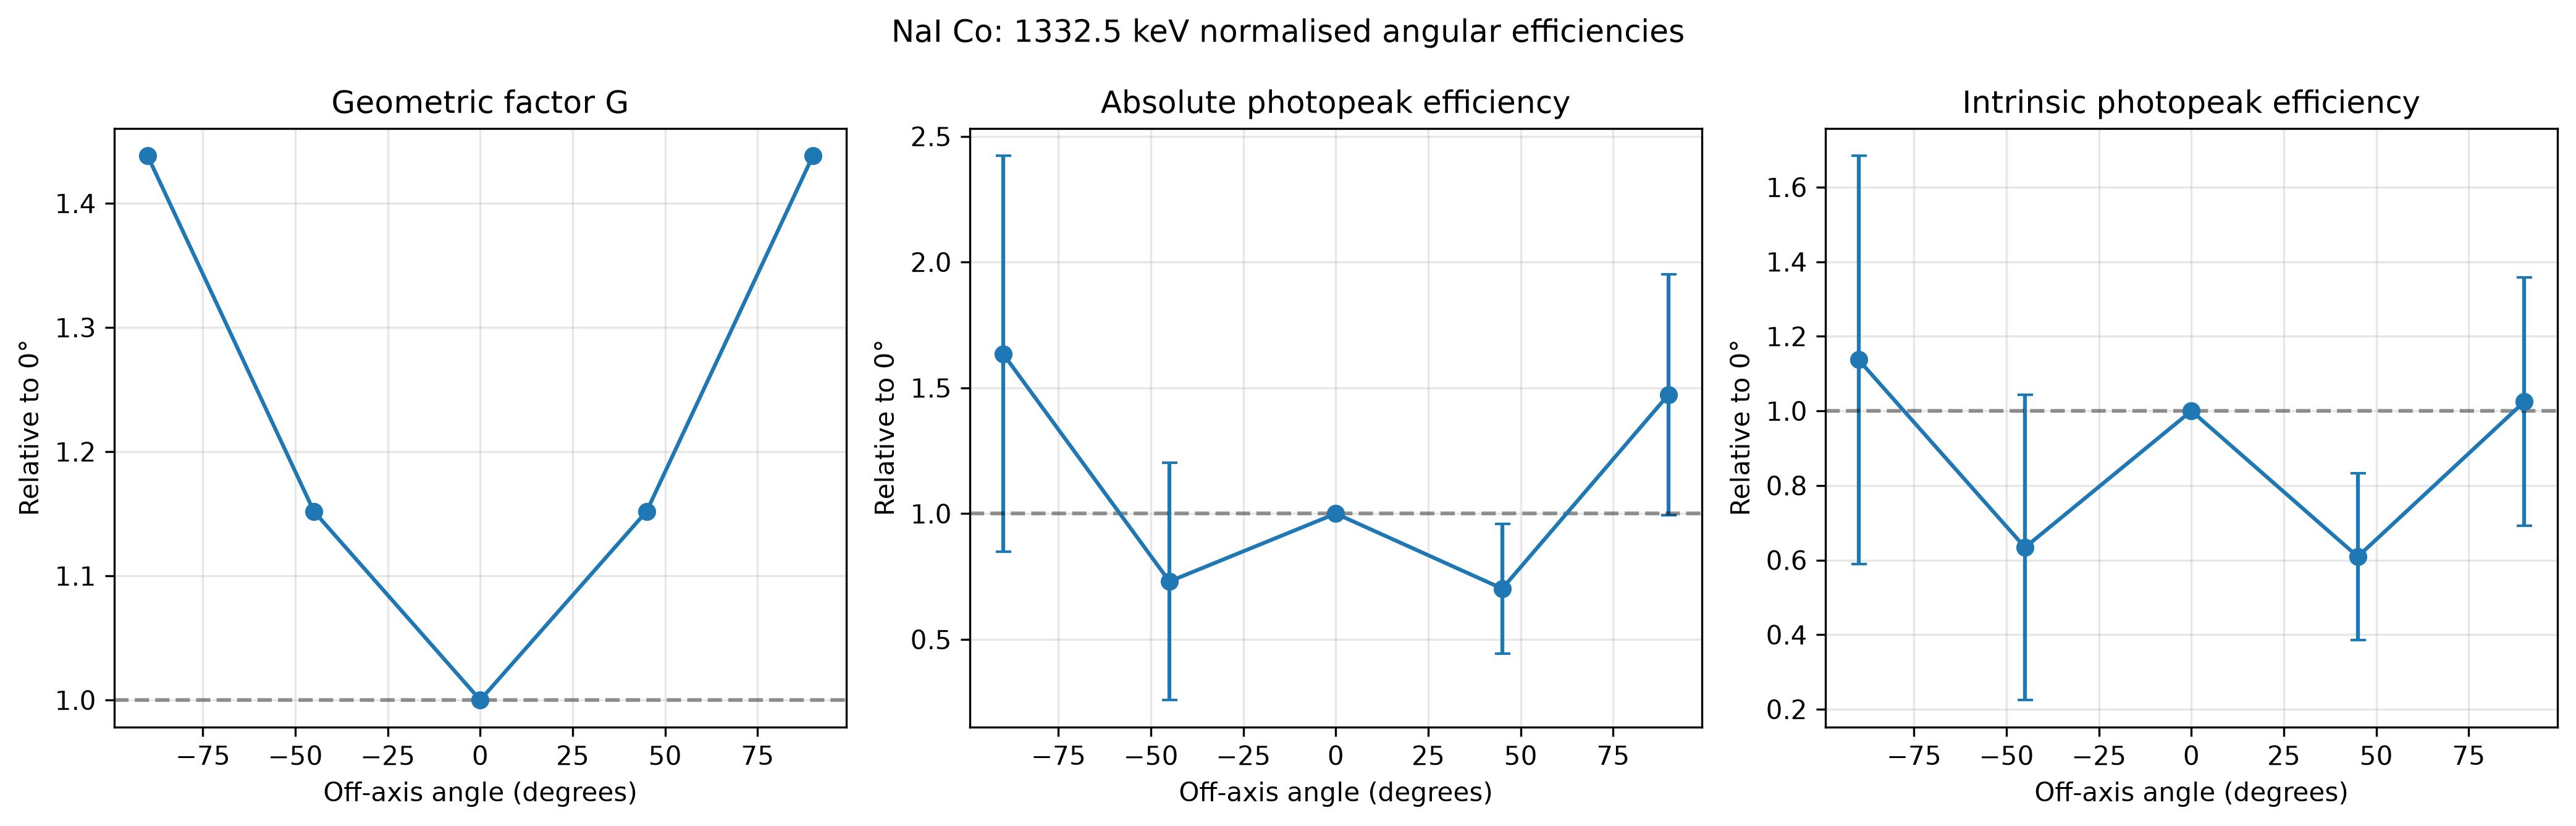 NaI Co: 1332.5 keV normalised angular efficiencies
Geometric factor G
Relative to 0°
1.4
1.3
1.2
1.1
1.0
−75 −50 −25 0 25 50 75
Off-axis angle (degrees)
Absolute photopeak efficiency
Relative to 0°
2.5
2.0
1.5
1.0
0.5
−75 −50 −25 0 25 50 75
Off-axis angle (degrees)
Intrinsic photopeak efficiency
Relative to 0°
1.6
1.4
1.2
1.0
0.8
0.6
0.4
0.2
−75 −50 −25 0 25 50 75
Off-axis angle (degrees)